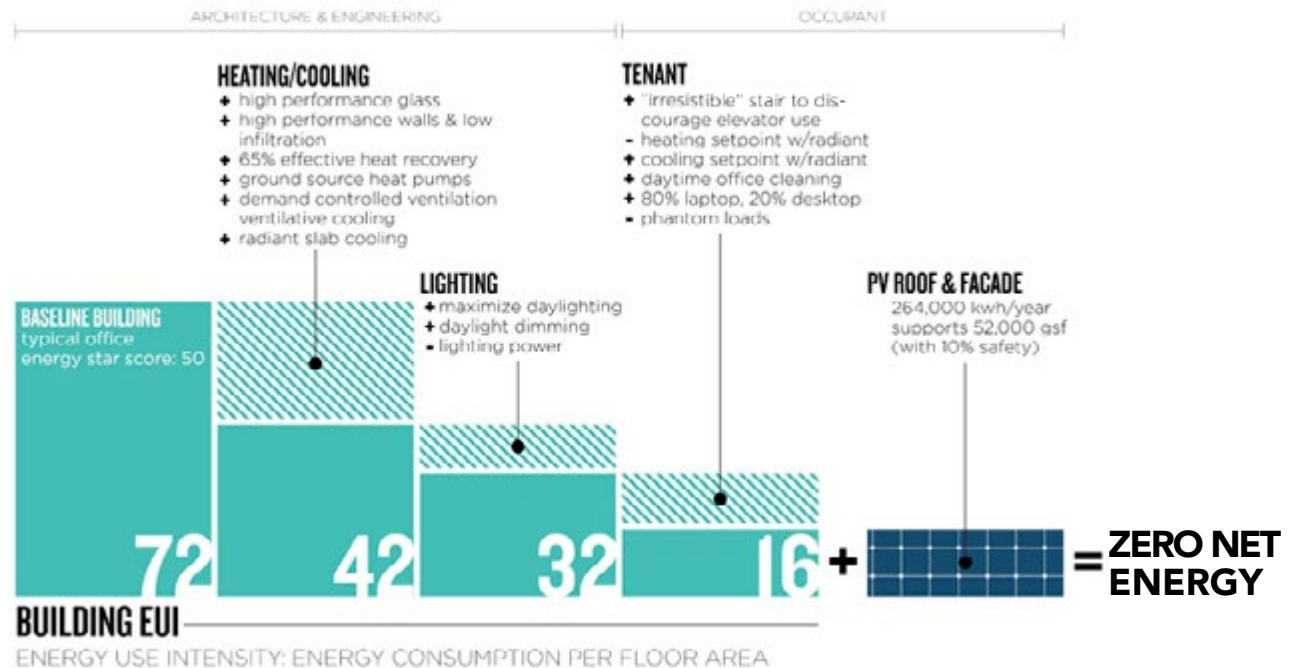 ARCHITECTURE & ENGINEERING
OCCUPANT
HEATING/COOLING
+ high performance glass
+ high performance walls & low
infiltration
+ 65% effective heat recovery
+ ground source heat pumps
+ demand controlled ventilation
ventilative cooling
+ radiant slab cooling
TENANT
+ "irresistible" stair to dis-
courage elevator use
- heating setpoint w/radiant
+ cooling setpoint w/radiant
+ daytime office cleaning
+ 80% laptop, 20% desktop
- phantom loads
LIGHTING
+ maximize daylighting
+ daylight dimming
- lighting power
PV ROOF & FACADE
264,000 kwh/year
supports 52,000 gsf
(with 10% safety)
BASELINE BUILDING
typical office
energy star score: 50
72
42
32
16
+
= ZERO NET
ENERGY
BUILDING EUI
ENERGY USE INTENSITY: ENERGY CONSUMPTION PER FLOOR AREA